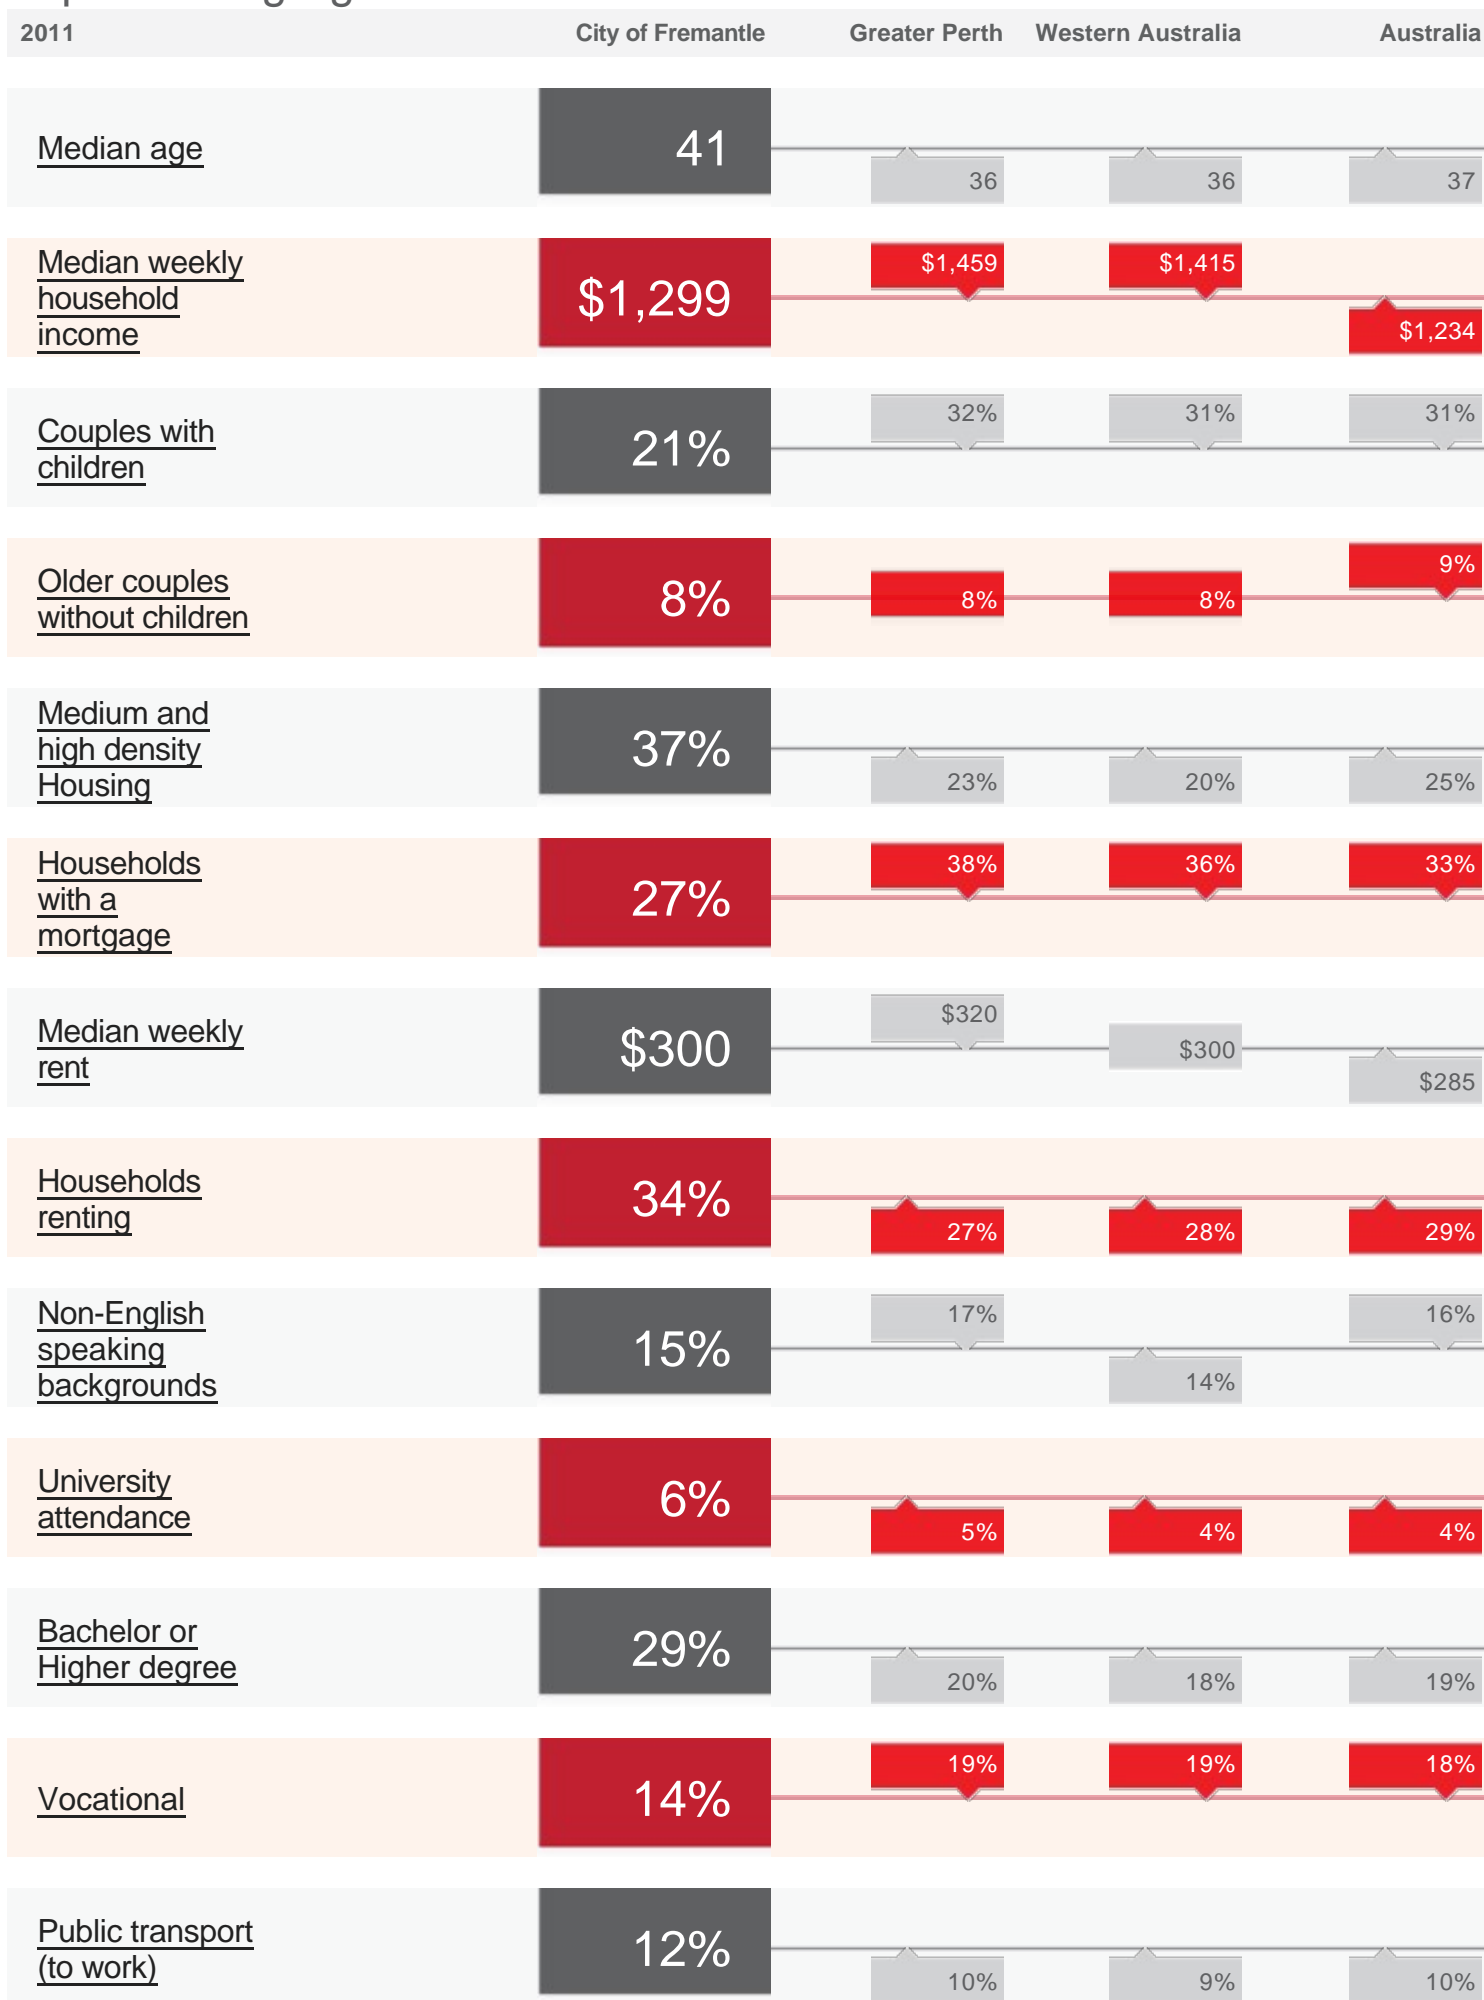 2011 City of Fremantle Greater Perth Western Australia Australia
Median age 41 36 36 37
Median weekly
household
income
$1,299 $1,459 $1,415 $1,234
Couples with
children
21% 32% 31% 31%
Older couples
without children
8% 8% 8% 9%
Medium and
high density
Housing
37% 23% 20% 25%
Households
with a
mortgage
27% 38% 36% 33%
Median weekly
rent
$300 $320 $300 $285
Households
renting
34% 27% 28% 29%
Non-English
speaking
backgrounds
15% 17% 14% 16%
University
attendance
6% 5% 4% 4%
Bachelor or
Higher degree
29% 20% 18% 19%
Vocational 14% 19% 19% 18%
Public transport
(to work)
12% 10% 9% 10%